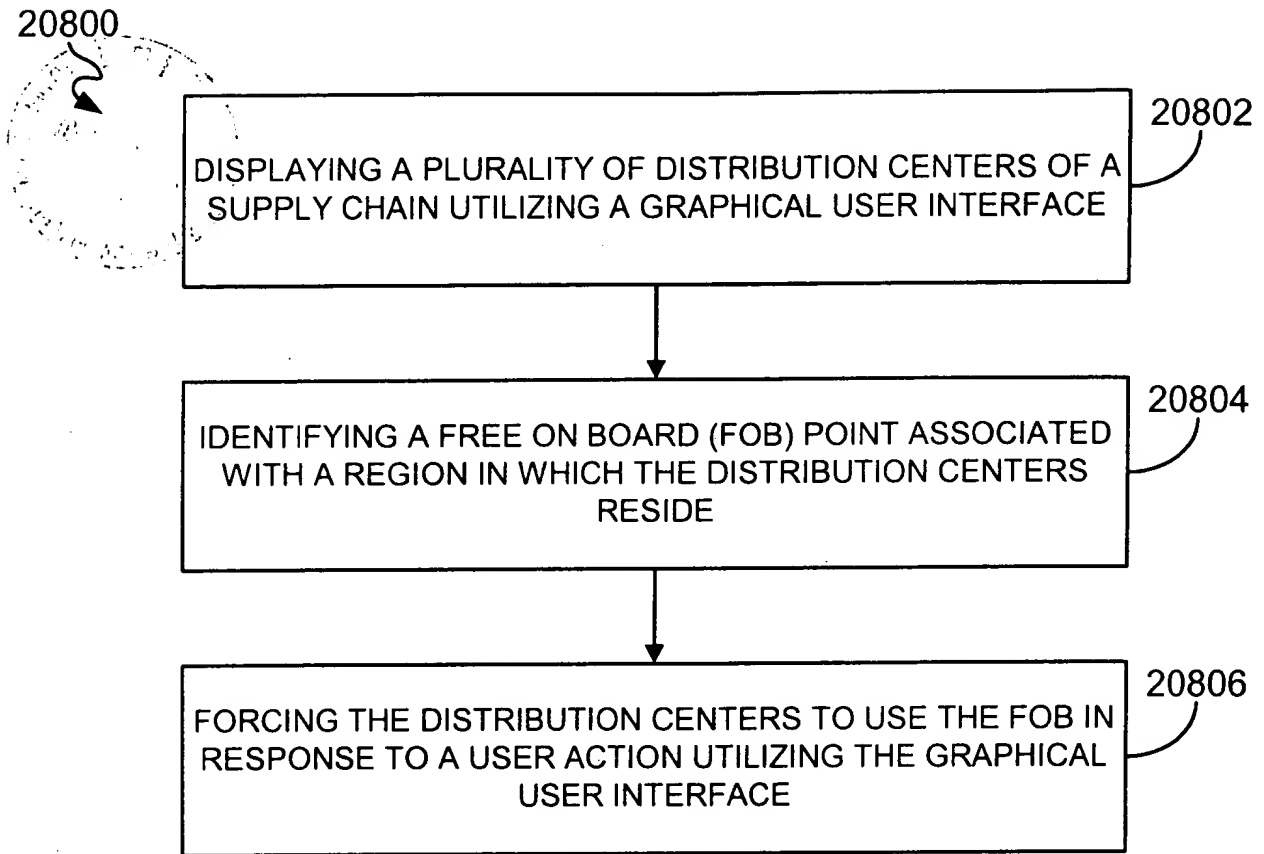 20800
20802
DISPLAYING A PLURALITY OF DISTRIBUTION CENTERS OF A
SUPPLY CHAIN UTILIZING A GRAPHICAL USER INTERFACE
20804
IDENTIFYING A FREE ON BOARD (FOB) POINT ASSOCIATED
WITH A REGION IN WHICH THE DISTRIBUTION CENTERS
RESIDE
20806
FORCING THE DISTRIBUTION CENTERS TO USE THE FOB IN
RESPONSE TO A USER ACTION UTILIZING THE GRAPHICAL
USER INTERFACE